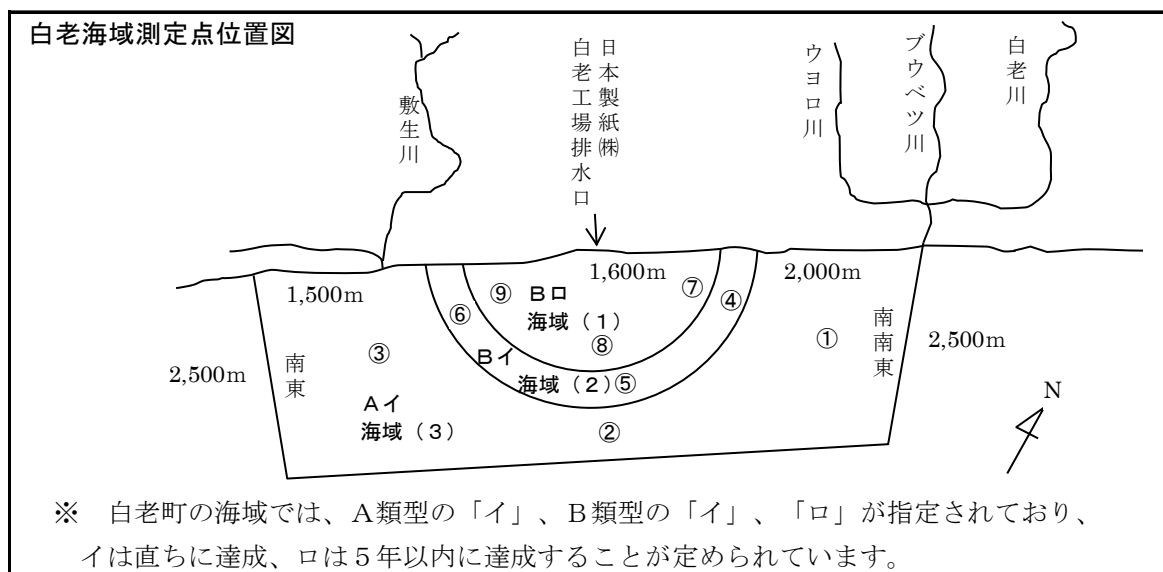 白老海域測定点位置図
敷生川
日本製紙㈱
白老工場排水口
ウヨロ川
ブウベツ川
白老川
1,500m
1,600m
2,000m
⑨
Bロ
海域(1)
⑦
④
⑥
⑧
①
③
Bイ
海域(2)
⑤
2,500m
南東
南南東
2,500m
Aイ
海域(3)
②
N
※ 白老町の海域では、A類型の「イ」、B類型の「イ」、「ロ」が指定されており、
イは直ちに達成、ロは5年以内に達成することが定められています。